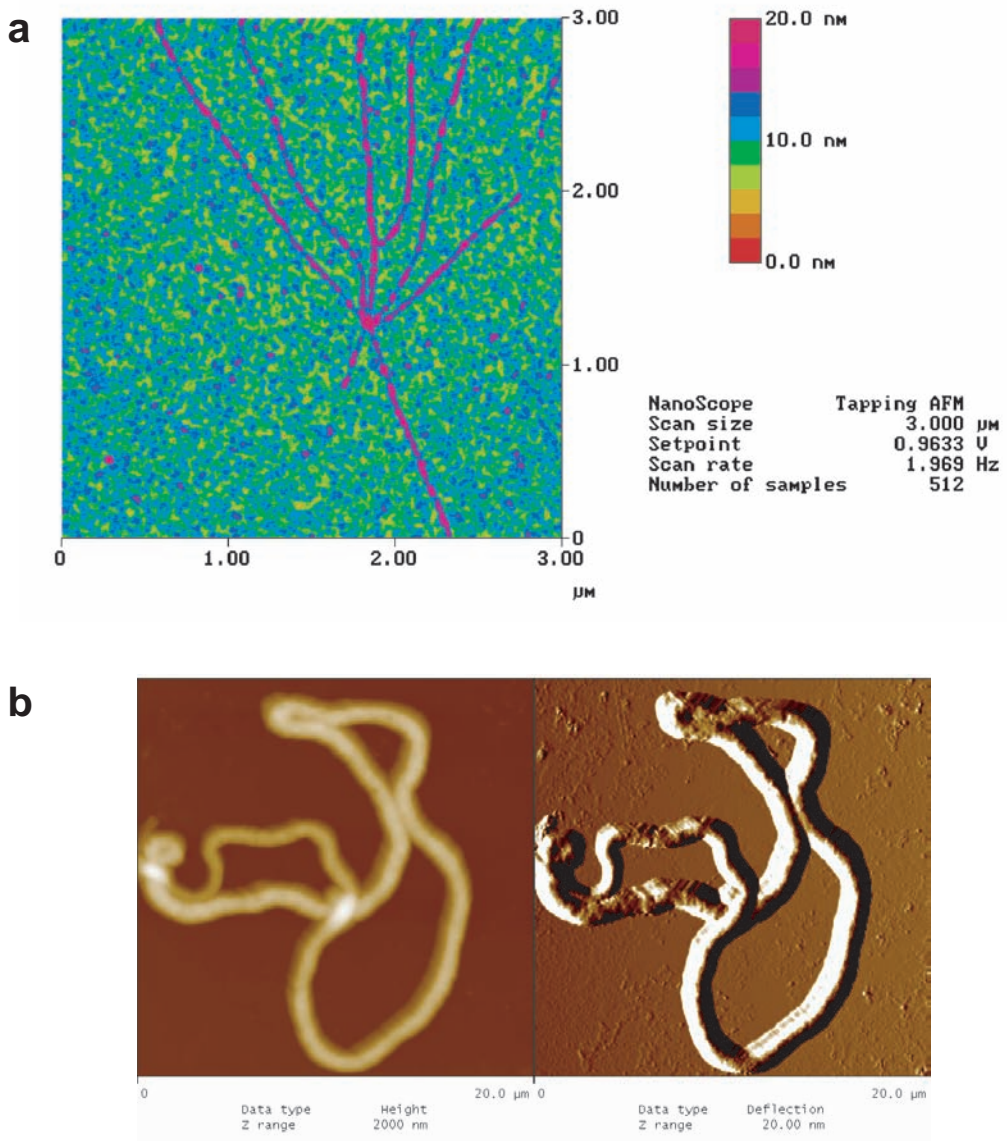 a
3.00
2.00
1.00
0
0 1.00 2.00 3.00
μM
20.0 nM
10.0 nM
0.0 nM
NanoScope Tapping AFM
Scan size 3.000 μM
Setpoint 0.9633 V
Scan rate 1.969 Hz
Number of samples 512
b
0 20.0 μm
Data type Height
Z range 2000 nm
0 20.0 μm
Data type Deflection
Z range 20.00 nm